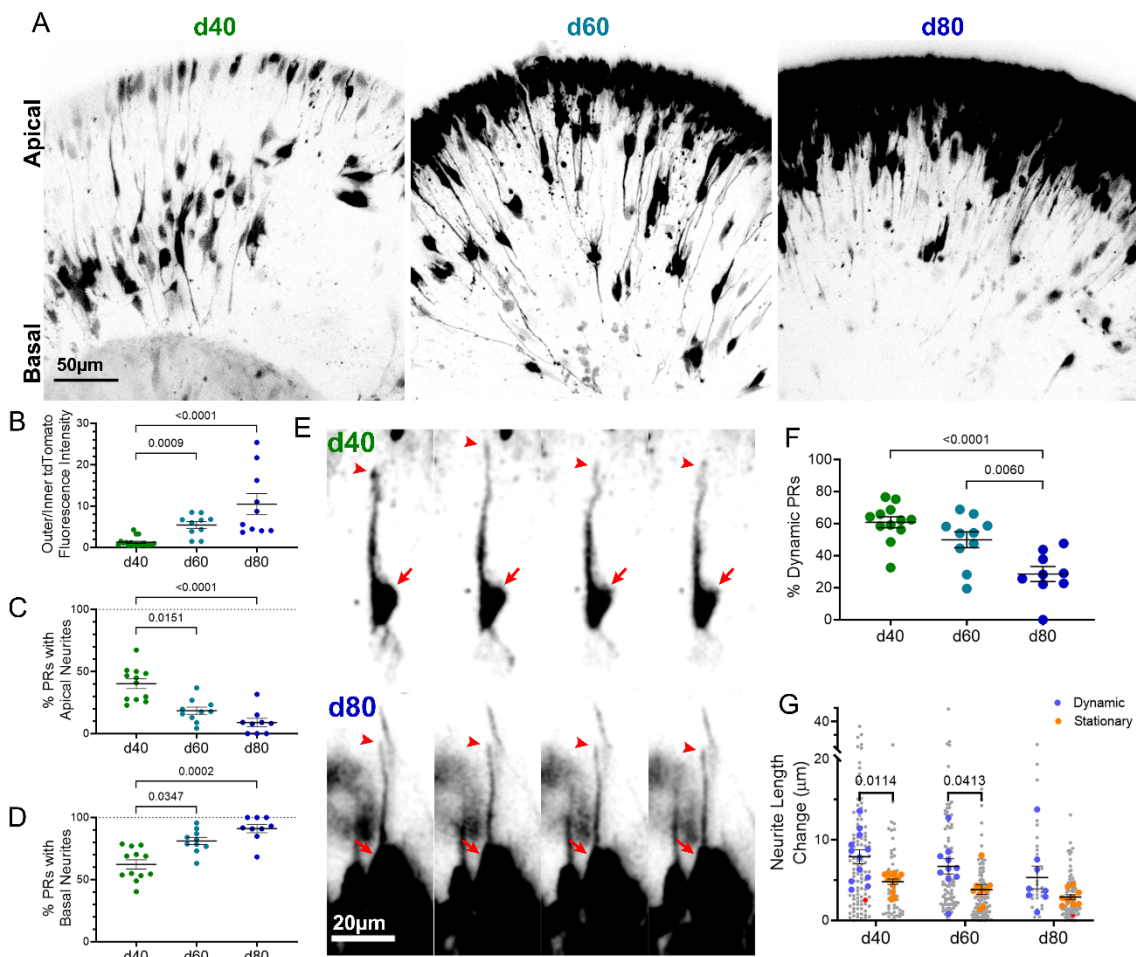 A
d40
d60
d80
Apical
Basal
50µm
B
Outer/Inner tdTomato
Fluorescence Intensity
30
20
10
0
<0.0001
0.0009
d40
d60
d80
C
% PRs with
Apical Neurites
100
50
0
<0.0001
0.0151
d40
d60
d80
D
% PRs with
Basal Neurites
100
50
0
0.0002
0.0347
d40
d60
d80
E
d40
d80
20µm
F
% Dynamic PRs
100
80
60
40
20
0
<0.0001
0.0060
d40
d60
d80
G
Dynamic
Stationary
Neurite Length
Change (µm)
40
20
10
0
0.0114
0.0413
d40
d60
d80